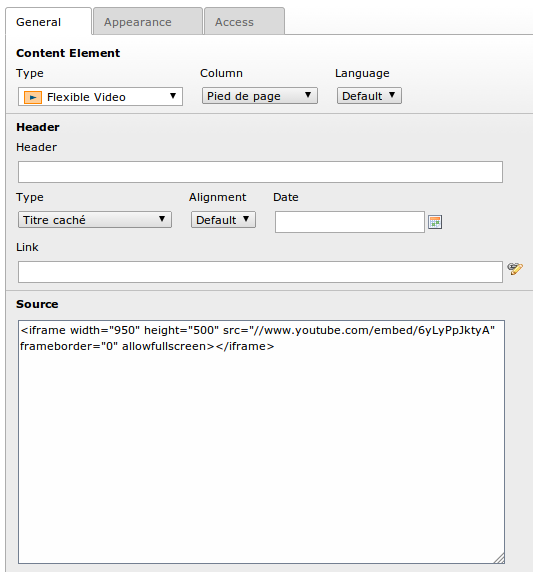 General Appearance Access
Content Element
Type Column Language
Flexible Video Pied de page Default
Header
Header
Type Alignment Date
Titre caché Default
Link
Source
<iframe width="950" height="500" src="//www.youtube.com/embed/6yLyPpJktyA"
frameborder="0" allowfullscreen></iframe>